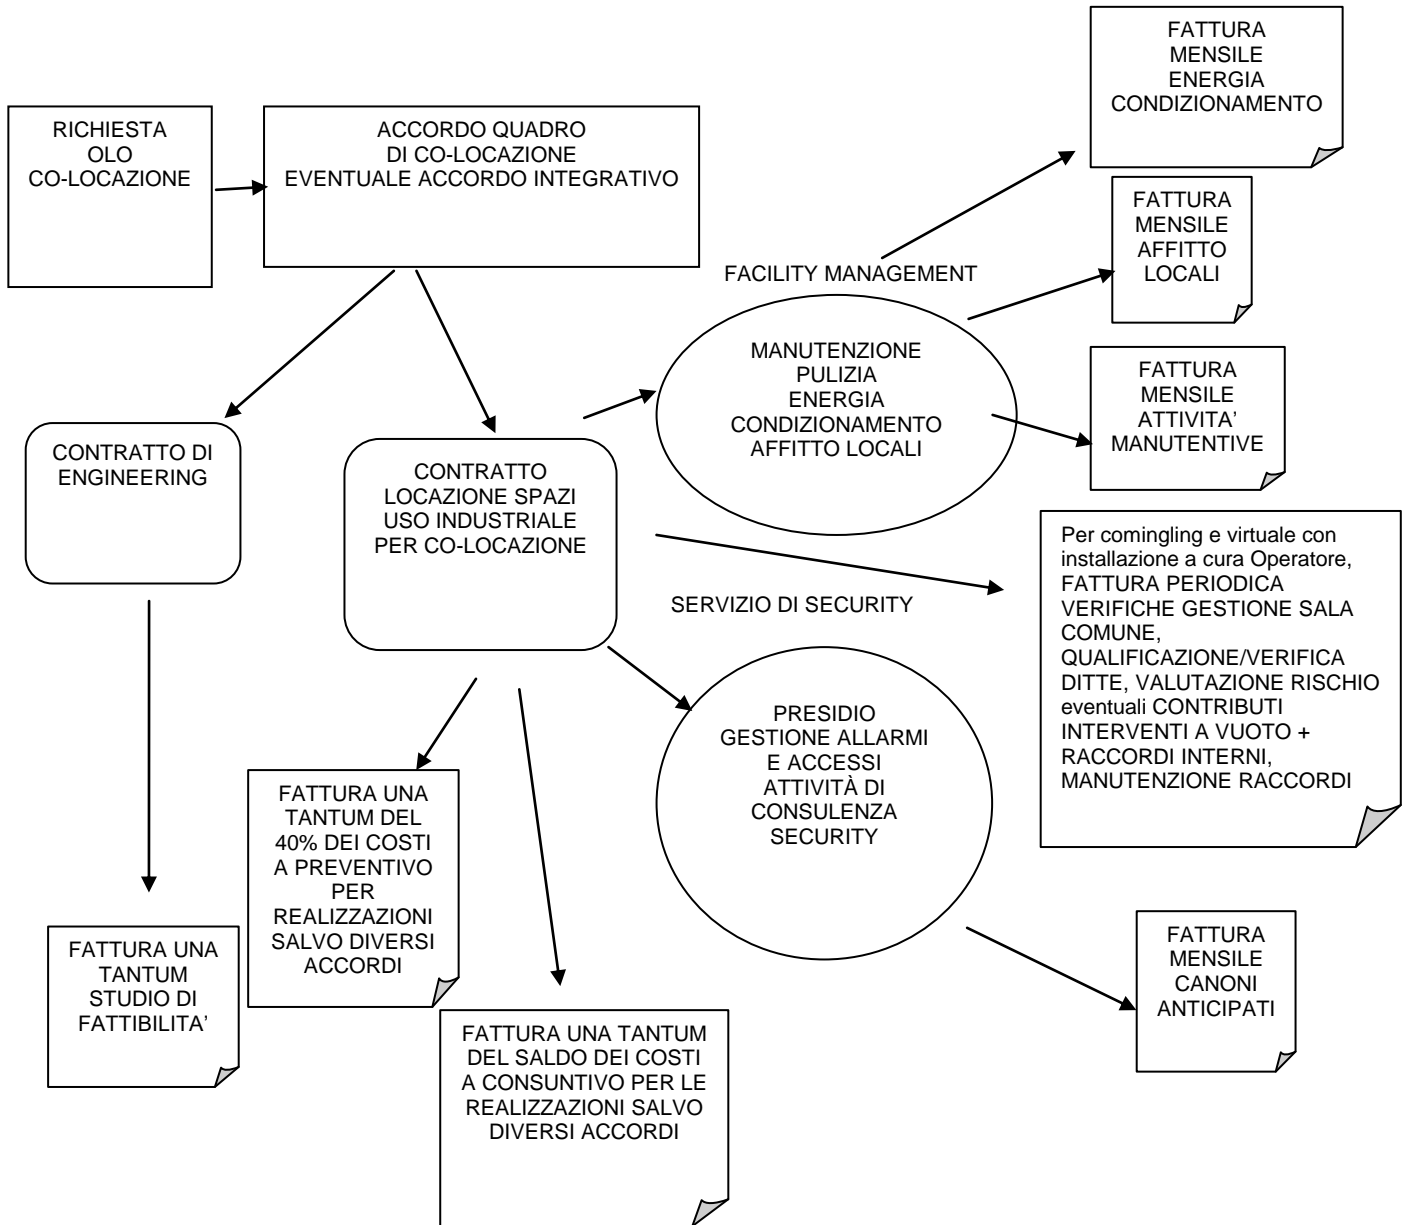 FATTURA
MENSILE
ENERGIA
CONDIZIONAMENTO
RICHIESTA
OLO
CO-LOCAZIONE
ACCORDO QUADRO
DI CO-LOCAZIONE
EVENTUALE ACCORDO INTEGRATIVO
FATTURA
MENSILE
AFFITTO
LOCALI
FACILITY MANAGEMENT
MANUTENZIONE
PULIZIA
ENERGIA
CONDIZIONAMENTO
AFFITTO LOCALI
FATTURA
MENSILE
ATTIVITA’
MANUTENTIVE
CONTRATTO DI
ENGINEERING
CONTRATTO
LOCAZIONE SPAZI
USO INDUSTRIALE
PER CO-LOCAZIONE
Per comingling e virtuale con
installazione a cura Operatore,
FATTURA PERIODICA
VERIFICHE GESTIONE SALA
COMUNE,
QUALIFICAZIONE/VERIFICA
DITTE, VALUTAZIONE RISCHIO
eventuali CONTRIBUTI
INTERVENTI A VUOTO +
RACCORDI INTERNI,
MANUTENZIONE RACCORDI
SERVIZIO DI SECURITY
PRESIDIO
GESTIONE ALLARMI
E ACCESSI
ATTIVITÀ DI
CONSULENZA
SECURITY
FATTURA UNA
TANTUM DEL
40% DEI COSTI
A PREVENTIVO
PER
REALIZZAZIONI
SALVO DIVERSI
ACCORDI
FATTURA UNA
TANTUM
STUDIO DI
FATTIBILITA’
FATTURA
MENSILE
CANONI
ANTICIPATI
FATTURA UNA TANTUM
DEL SALDO DEI COSTI
A CONSUNTIVO PER LE
REALIZZAZIONI SALVO
DIVERSI ACCORDI